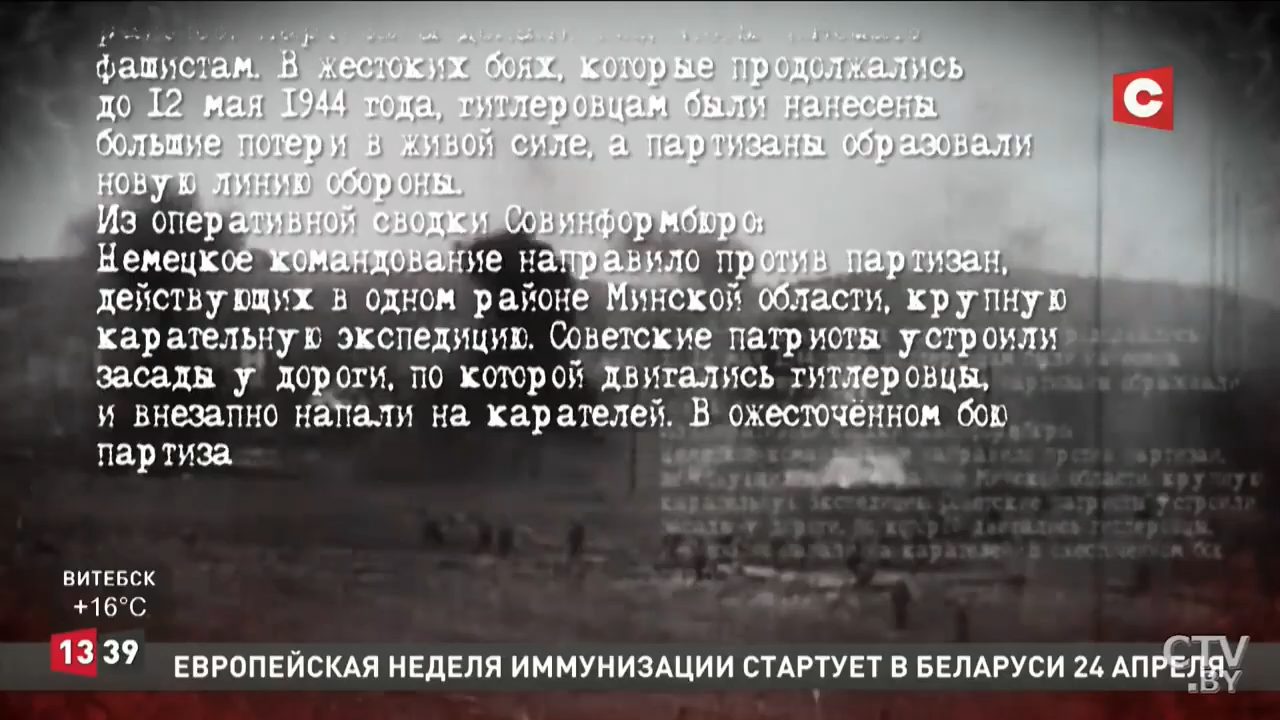 фашистам. В жестоких боях, которые продолжались
до 12 мая 1944 года, гитлеровцам были нанесены
большие потери в живой силе, а партизаны образовали
новую линию обороны.
Из оперативной сводки Совинформбюро:
Немецкое командование направило против партизан,
действующих в одном районе Минской области, крупную
карательную экспедицию. Советские патриоты устроили
засады у дороги, по которой двигались гитлеровцы,
и внезапно напали на карателей. В ожесточённом бою
партиза
С
ВИТЕБСК
+16°C
13 39
ЕВРОПЕЙСКАЯ НЕДЕЛЯ ИММУНИЗАЦИИ СТАРТУЕТ В БЕЛАРУСИ 24 АПРЕЛЯ
CTV
.BY